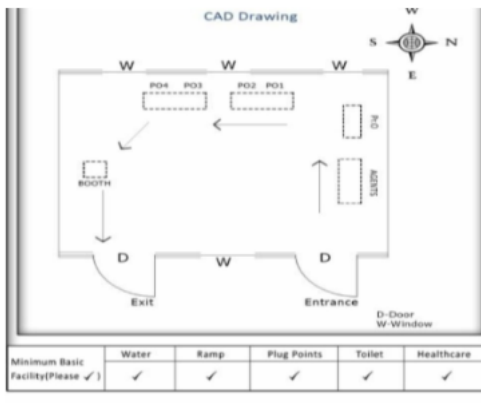 CAD Drawing
W
S N
E
W W W
PO4 PO3 PO2 PO1
PrO
AGENTS
BOOTH
D W D
Exit Entrance
D-Door
W-Window
Minimum Basic Facility(Please ✓) Water Ramp Plug Points Toilet Healthcare
✓ ✓ ✓ ✓ ✓